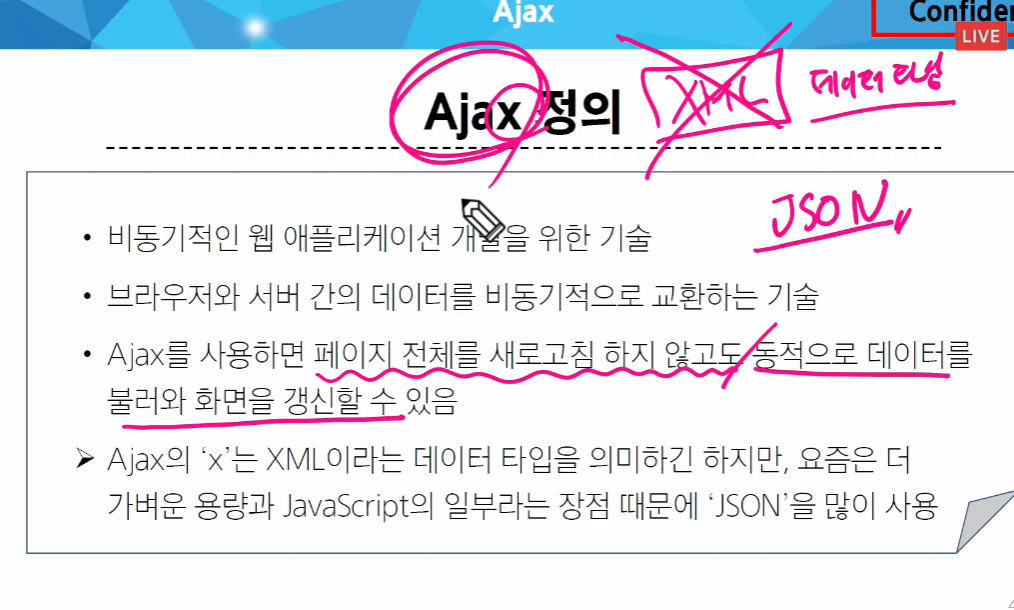 Ajax
Confiden
LIVE
Ajax 정의
XML
데이터 타입
JSON
• 비동기적인 웹 애플리케이션 개발을 위한 기술
• 브라우저와 서버 간의 데이터를 비동기적으로 교환하는 기술
• Ajax를 사용하면 페이지 전체를 새로고침 하지 않고도 동적으로 데이터를
불러와 화면을 갱신할 수 있음
➢ Ajax의 ‘x’는 XML이라는 데이터 타입을 의미하긴 하지만, 요즘은 더
가벼운 용량과 JavaScript의 일부라는 장점 때문에 ‘JSON’을 많이 사용